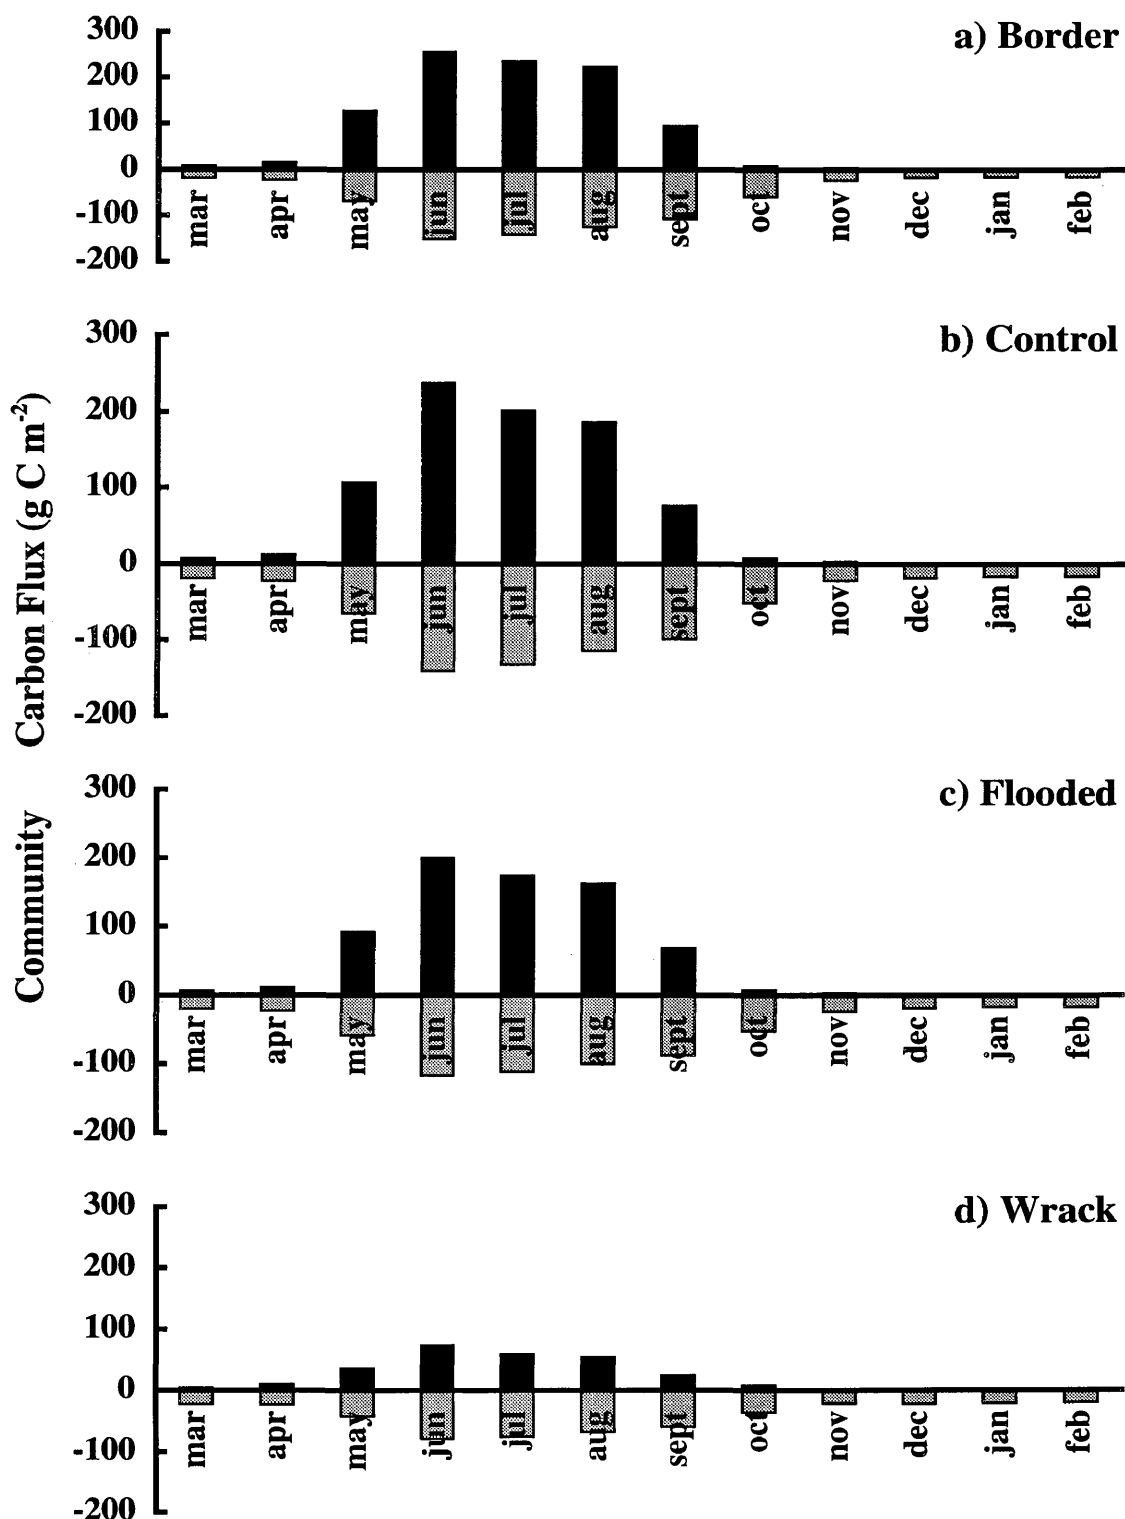 a) Border
300
200
100
0
-100
-200
mar apr may jun jul aug sept oct nov dec jan feb
b) Control
300
200
100
0
-100
-200
mar apr may jun jul aug sept oct nov dec jan feb
Community Carbon Flux (g C m⁻²)
c) Flooded
300
200
100
0
-100
-200
mar apr may jun jul aug sept oct nov dec jan feb
d) Wrack
300
200
100
0
-100
-200
mar apr may jun jul aug sept oct nov dec jan feb